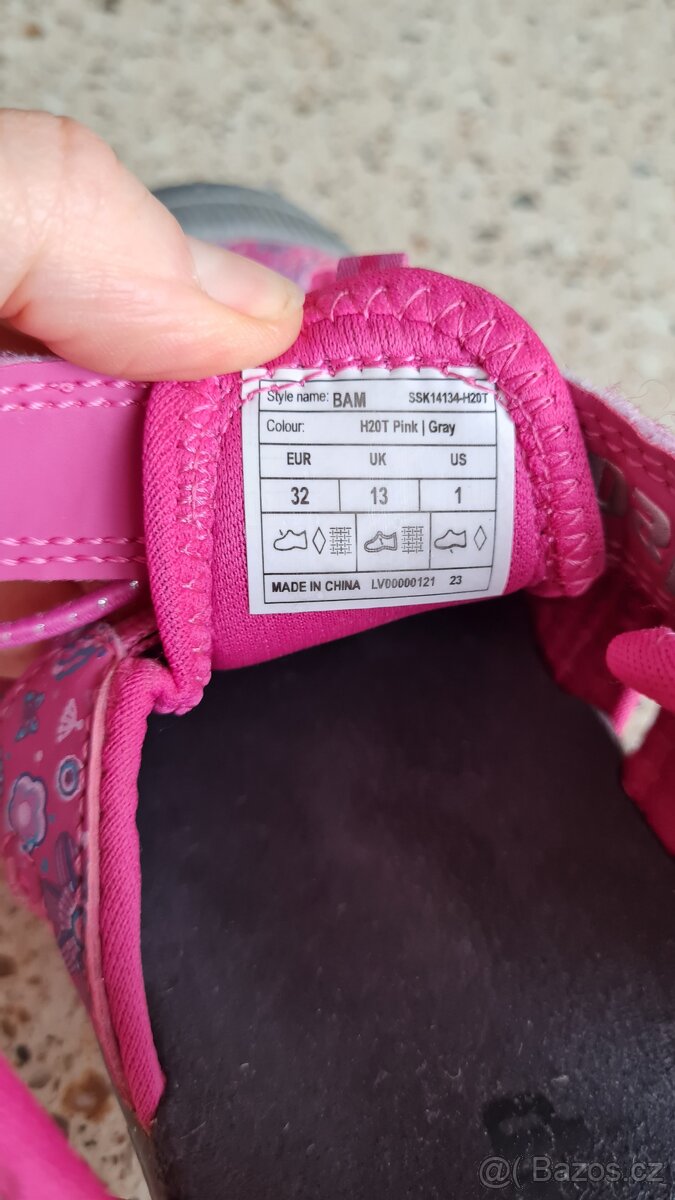 Style name: BAM SSK14134-H20T
Colour: H20T Pink | Gray
EUR UK US
32 13 1
MADE IN CHINA LV00000121 23
@( Bazoš.cz